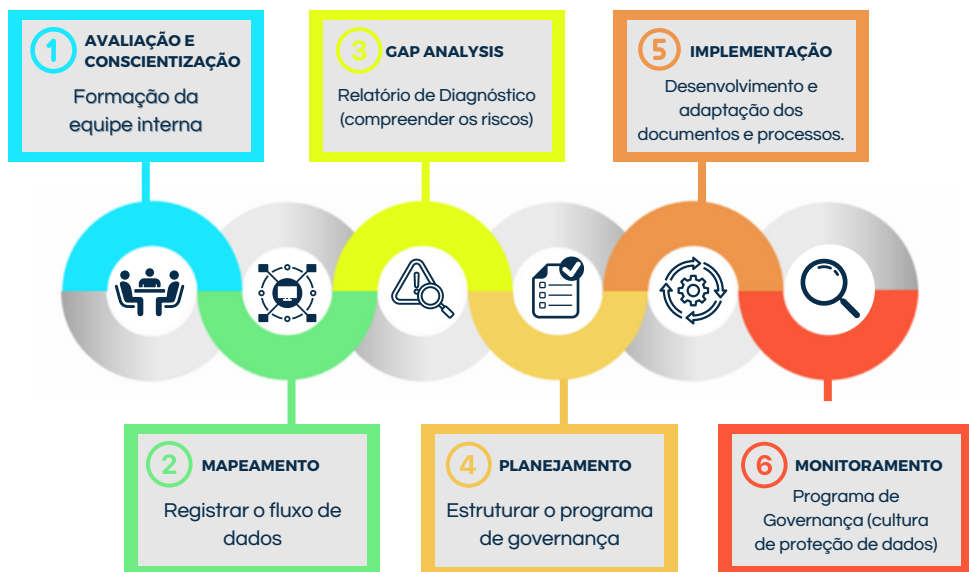 1
AVALIAÇÃO E
CONSCIENTIZAÇÃO
Formação da
equipe interna
2
MAPEAMENTO
Registrar o fluxo de
dados
3
GAP ANALYSIS
Relatório de Diagnóstico
(compreender os riscos)
4
PLANEJAMENTO
Estruturar o programa
de governança
5
IMPLEMENTAÇÃO
Desenvolvimento e
adaptação dos
documentos e processos.
6
MONITORAMENTO
Programa de
Governança (cultura
de proteção de dados)